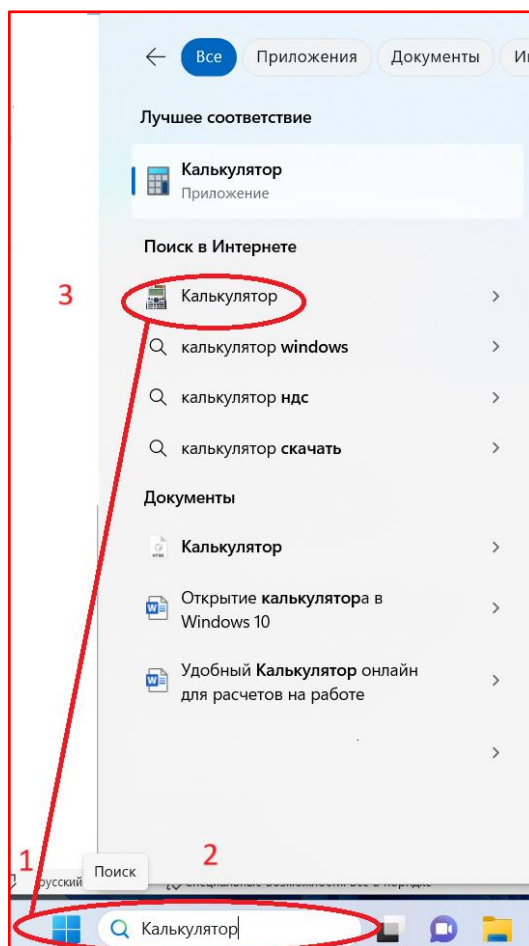 Все Приложения Документы И
Лучшее соответствие
Калькулятор
Приложение
Поиск в Интернете
3 Калькулятор
калькулятор windows
калькулятор ндс
калькулятор скачать
Документы
Калькулятор
Открытие калькулятора в
Windows 10
Удобный Калькулятор онлайн
для расчетов на работе
1 2
Поиск
русский
Калькулятор